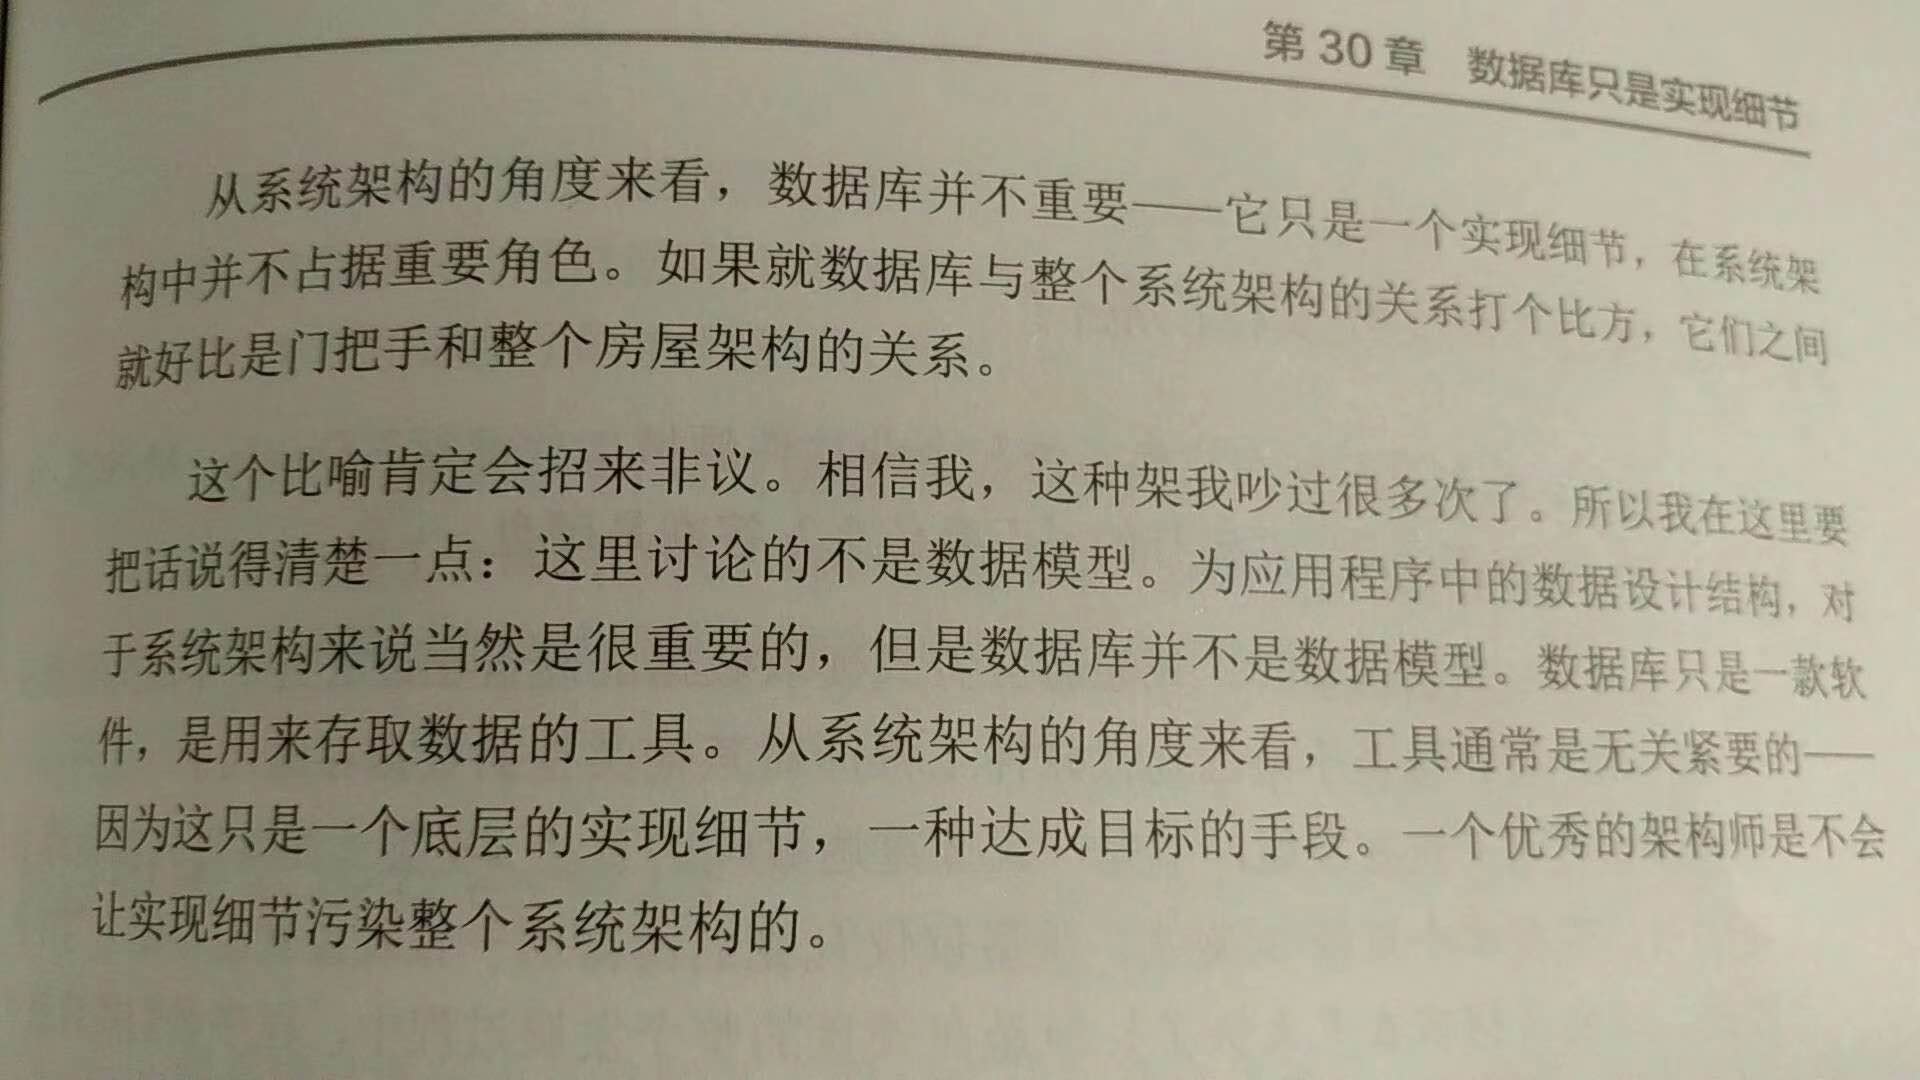 第 30 章 数据库只是实现细节
从系统架构的角度来看，数据库并不重要——它只是一个实现细节，在系统架
构中并不占据重要角色。如果就数据库与整个系统架构的关系打个比方，它们之间
就好比是门把手和整个房屋架构的关系。
这个比喻肯定会招来非议。相信我，这种架我吵过很多次了。所以我在这里要
把话说得清楚一点：这里讨论的不是数据模型。为应用程序中的数据设计结构，对
于系统架构来说当然是很重要的，但是数据库并不是数据模型。数据库只是一款软
件，是用来存取数据的工具。从系统架构的角度来看，工具通常是无关紧要的——
因为这只是一个底层的实现细节，一种达成目标的手段。一个优秀的架构师是不会
让实现细节污染整个系统架构的。